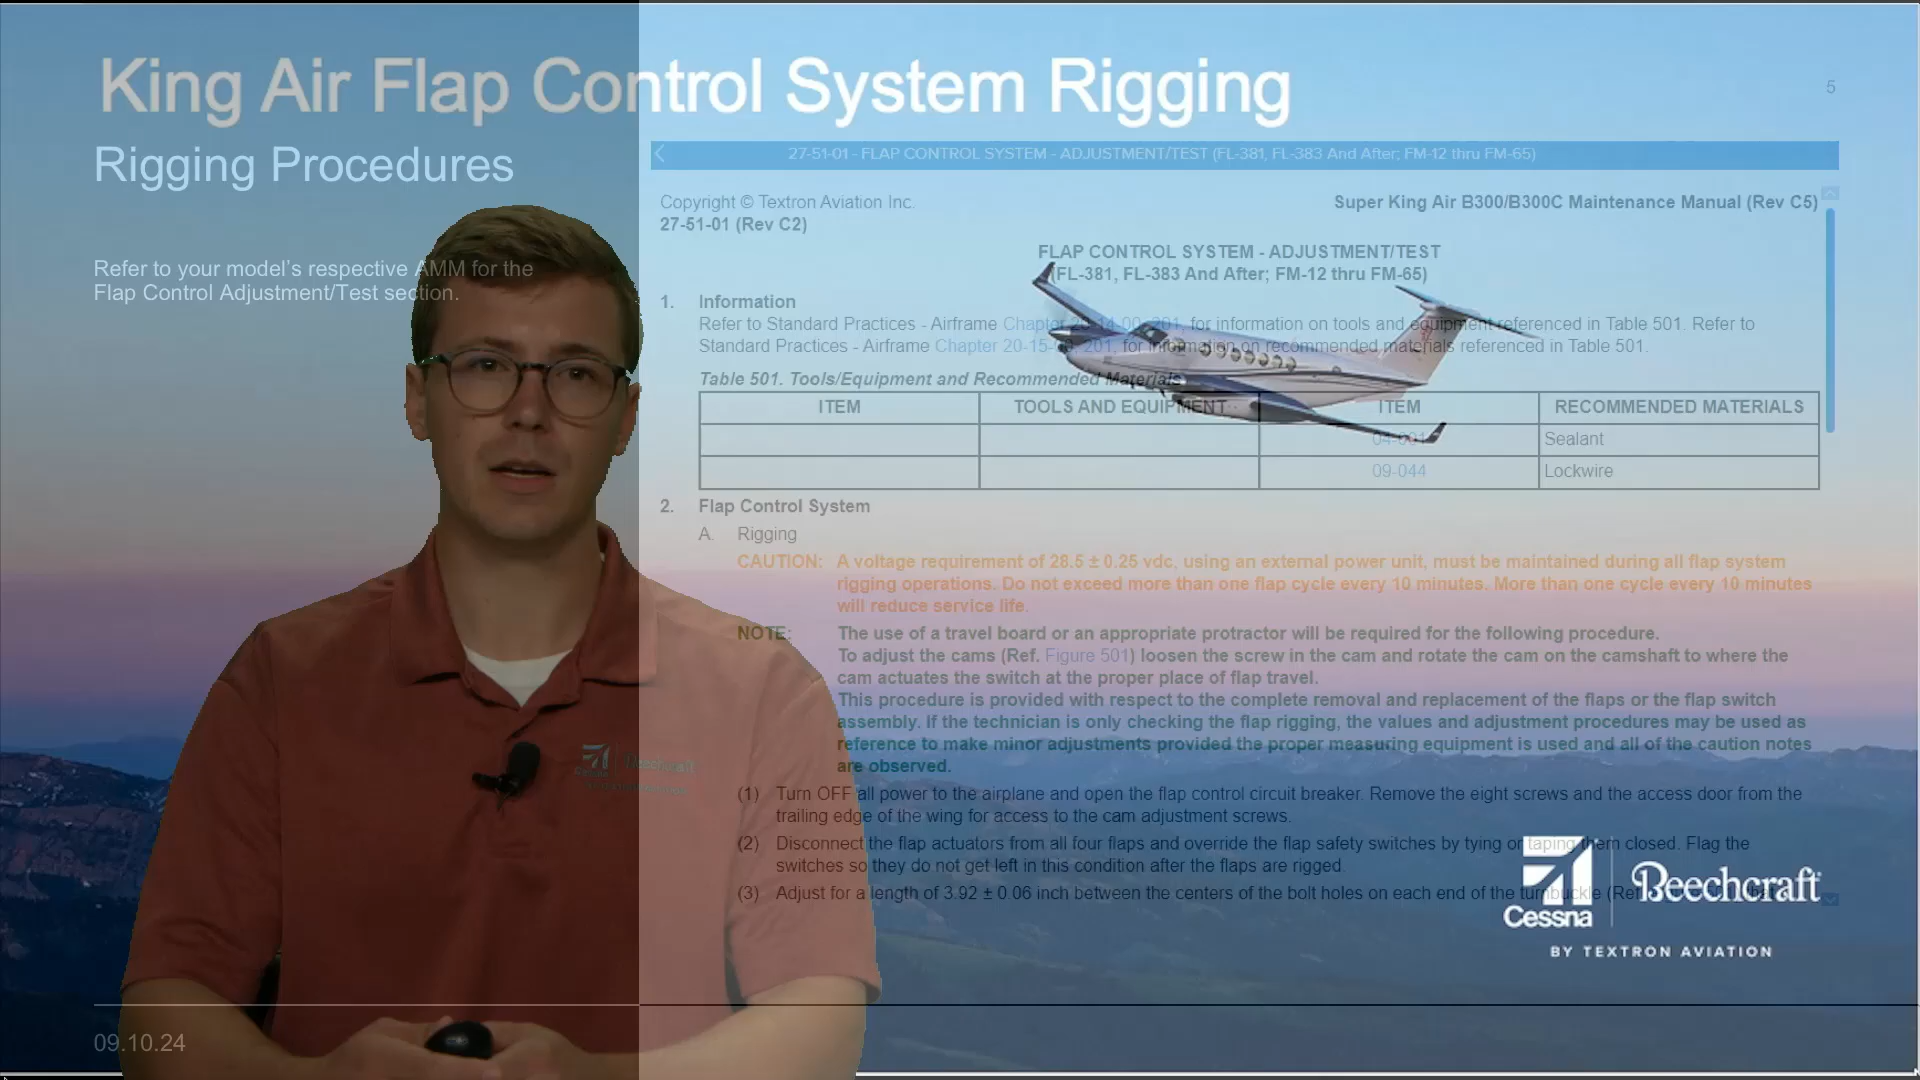 King Air Flap Control System Rigging
5
Rigging Procedures
Refer to your model's respective AMM for the
Flap Control Adjustment/Test section.
27-51-01 - FLAP CONTROL SYSTEM - ADJUSTMENT/TEST (FL-381, FL-383 And After; FM-12 thru FM-65)
Copyright © Textron Aviation Inc.
Super King Air B300/B300C Maintenance Manual (Rev C5)
27-51-01 (Rev C2)
FLAP CONTROL SYSTEM - ADJUSTMENT/TEST
(FL-381, FL-383 And After; FM-12 thru FM-65)
1. Information
Refer to Standard Practices - Airframe Chapter 20-14-00, 201, for information on tools and equipment referenced in Table 501. Refer to
Standard Practices - Airframe Chapter 20-15-00, 201, for information on recommended materials referenced in Table 501.
Table 501. Tools/Equipment and Recommended Materials
ITEM TOOLS AND EQUIPMENT ITEM RECOMMENDED MATERIALS
Sealant
09-044 Lockwire
2. Flap Control System
A. Rigging
CAUTION: A voltage requirement of 28.5 ± 0.25 vdc, using an external power unit, must be maintained during all flap system
rigging operations. Do not exceed more than one flap cycle every 10 minutes. More than one cycle every 10 minutes
will reduce service life.
NOTE: The use of a travel board or an appropriate protractor will be required for the following procedure.
To adjust the cams (Ref. Figure 501) loosen the screw in the cam and rotate the cam on the camshaft to where the
cam actuates the switch at the proper place of flap travel.
This procedure is provided with respect to the complete removal and replacement of the flaps or the flap switch
assembly. If the technician is only checking the flap rigging, the values and adjustment procedures may be used as
reference to make minor adjustments provided the proper measuring equipment is used and all of the caution notes
are observed.
(1) Turn OFF all power to the airplane and open the flap control circuit breaker. Remove the eight screws and the access door from the
trailing edge of the wing for access to the cam adjustment screws.
(2) Disconnect the flap actuators from all four flaps and override the flap safety switches by tying or taping them closed. Flag the
switches so they do not get left in this condition after the flaps are rigged.
(3) Adjust for a length of 3.92 ± 0.06 inch between the centers of the bolt holes on each end of the turnbuckle
Beechcraft
Cessna Beechcraft
BY TEXTRON AVIATION
09.10.24